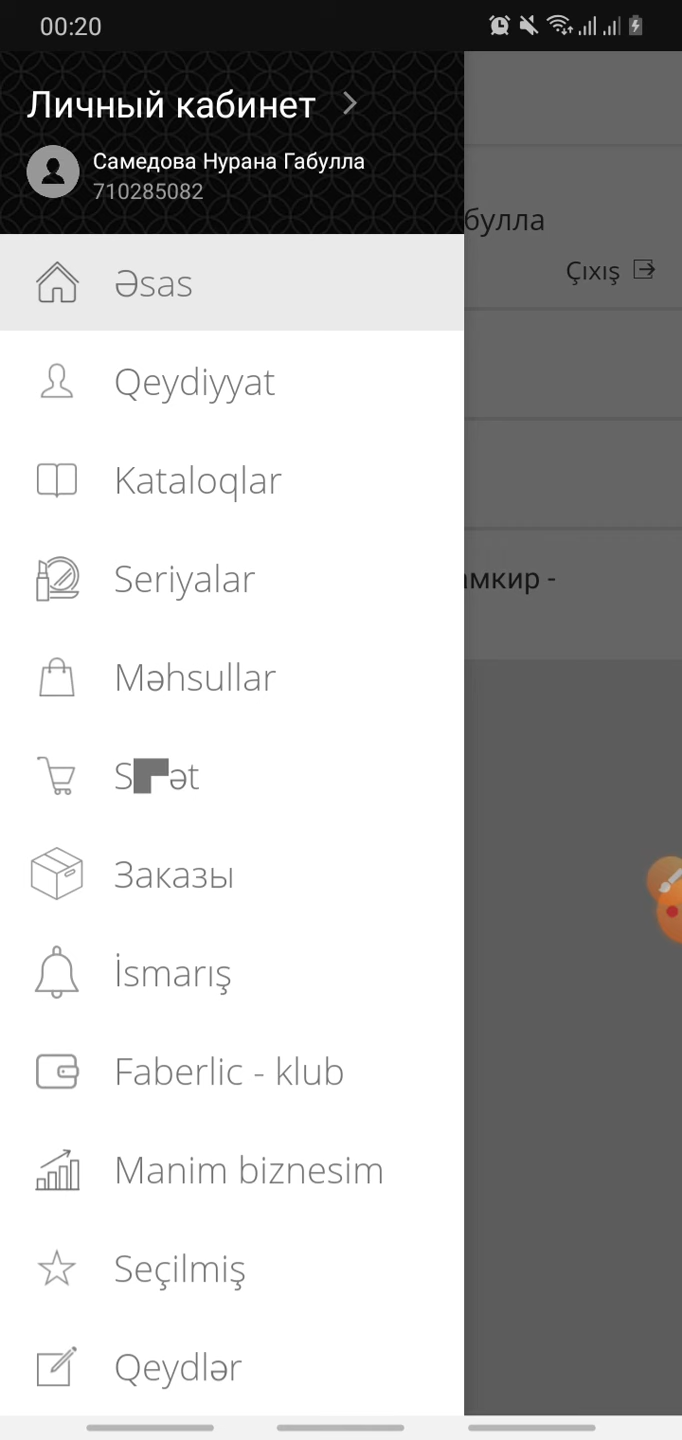 00:20
Личный кабинет
Самедова Нурана Габулла
710285082
булла
Çıxış
Əsas
Qeydiyyat
Kataloqlar
Seriyalar
амкир -
Məhsullar
Заказы
İsmarış
Faberlic - klub
Manim biznesim
Seçilmiş
Qeydlər